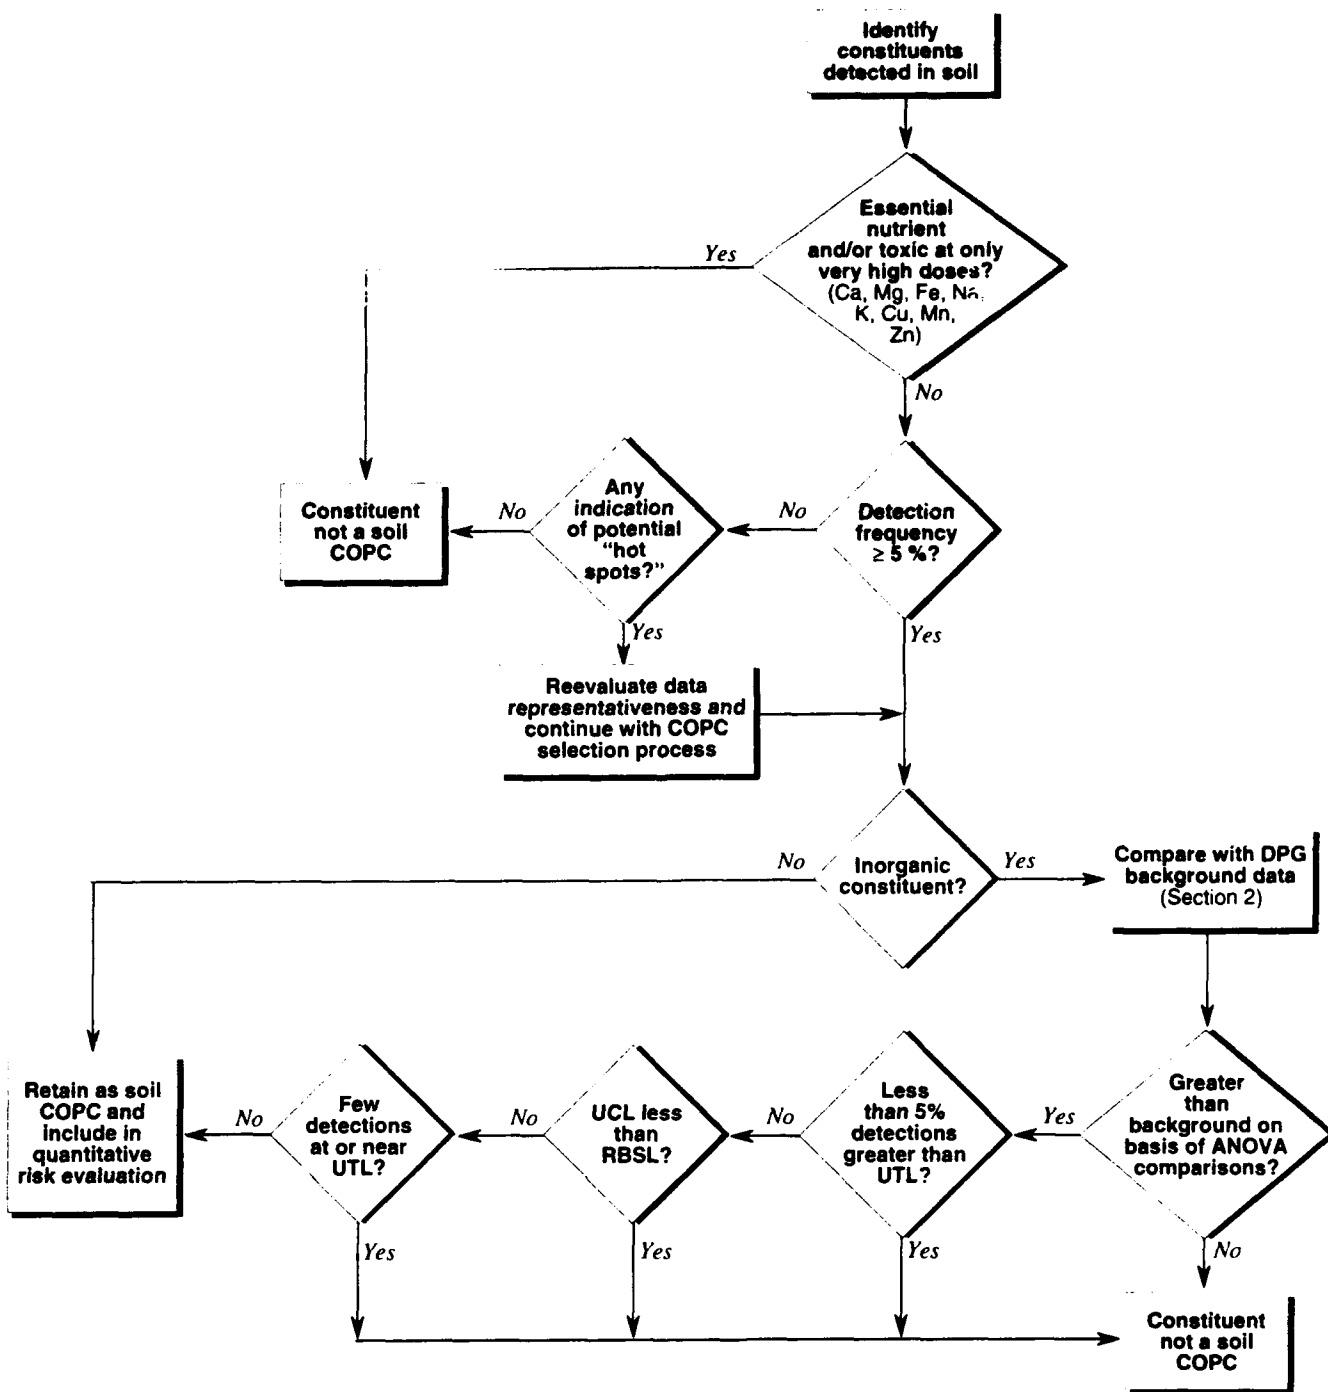 Identify
constituents
detected in soil
Essential
nutrient
and/or toxic at only
very high doses?
(Ca, Mg, Fe, Na,
K, Cu, Mn,
Zn)
Yes
No
Constituent
not a soil
COPC
No
Any
indication
of potential
“hot
spots?”
No
Detection
frequency
≥ 5 %?
Yes
Yes
Reevaluate data
representativeness and
continue with COPC
selection process
No
Inorganic
constituent?
Yes
Compare with DPG
background data
(Section 2)
Retain as soil
COPC and
include in
quantitative
risk evaluation
No
Few
detections
at or near
UTL?
No
UCL less
than
RBSL?
No
Less
than 5%
detections
greater than
UTL?
Yes
Greater
than
background on
basis of ANOVA
comparisons?
Yes
Yes
Yes
No
Constituent
not a soil
COPC